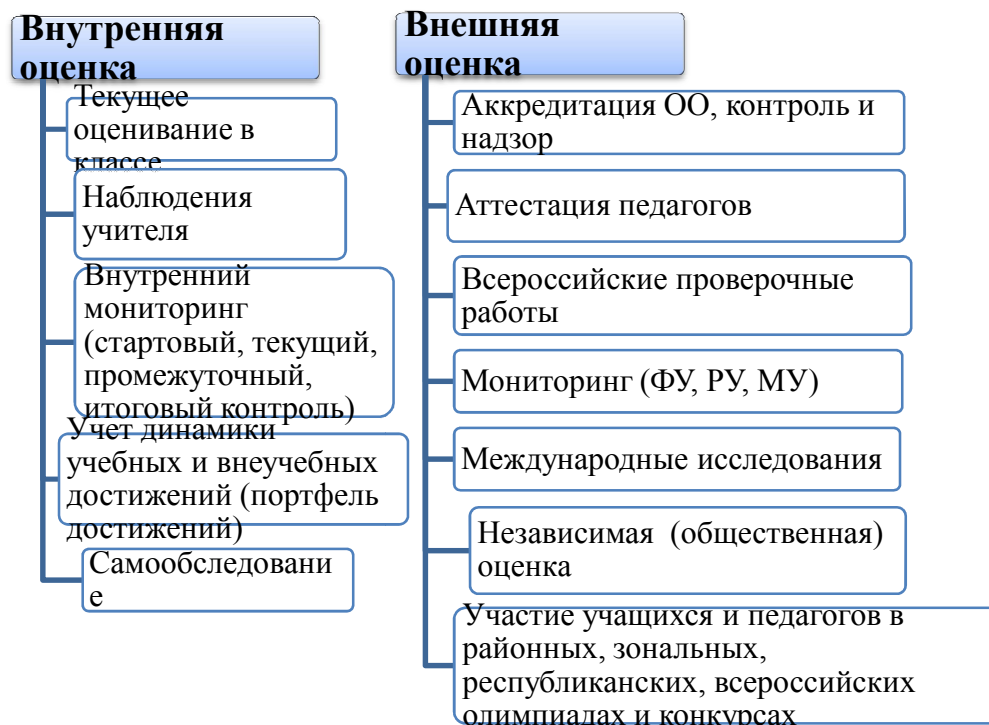 Внутренняя
оценка
Текущее
оценивание в
классе
Наблюдения
учителя
Внутренний
мониторинг
(стартовый, текущий,
промежуточный,
итоговый контроль)
Учет динамики
учебных и внеучебных
достижений (портфель
достижений)
Самообследовани
е
Внешняя
оценка
Аккредитация ОО, контроль и
надзор
Аттестация педагогов
Всероссийские проверочные
работы
Мониторинг (ФУ, РУ, МУ)
Международные исследования
Независимая (общественная)
оценка
Участие учащихся и педагогов в
районных, зональных,
республиканских, всероссийских
олимпиадах и конкурсах